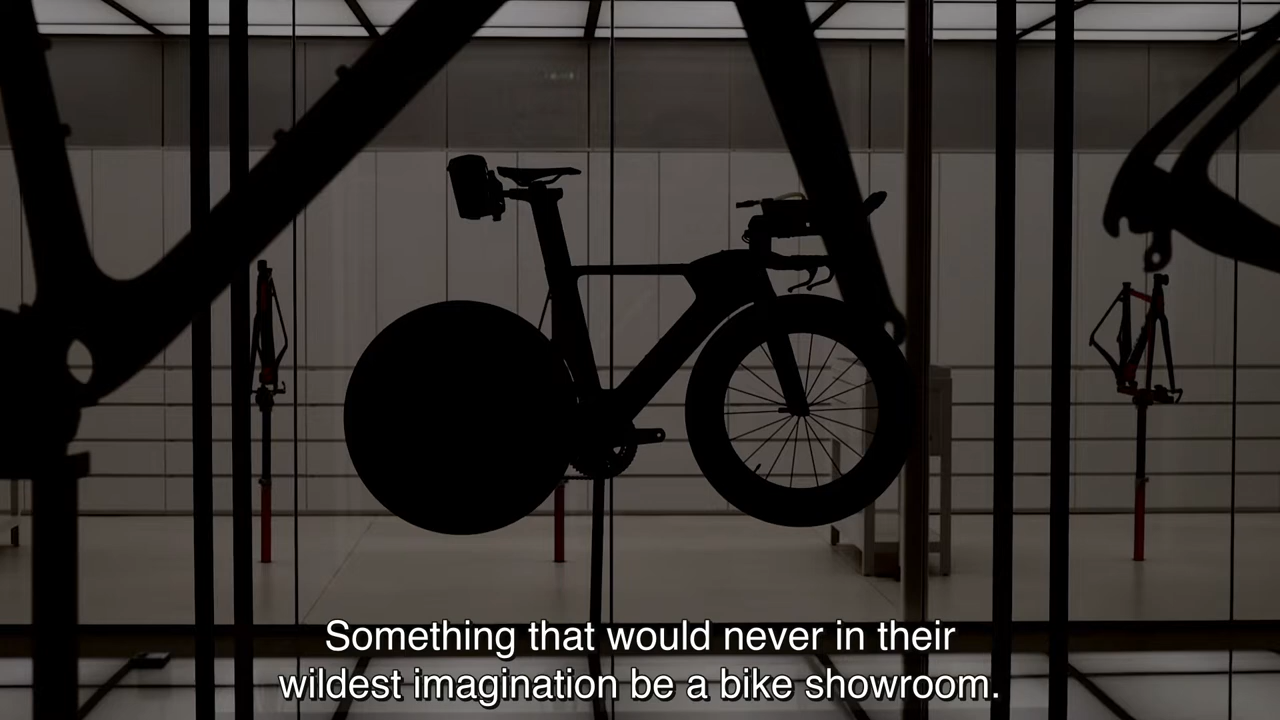 Something that would never in their
wildest imagination be a bike showroom.